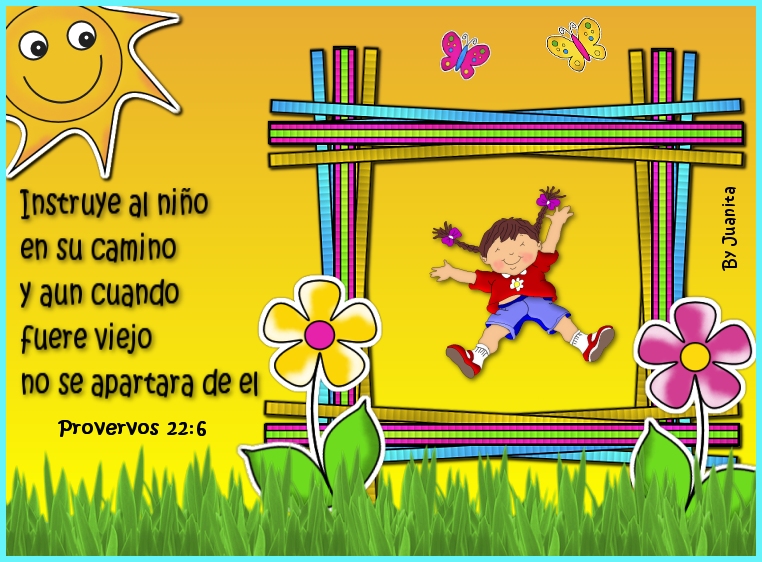 Instruye al niño
en su camino
y aun cuando
fuere viejo
no se apartara de el
Provervos 22:6
By Juanita